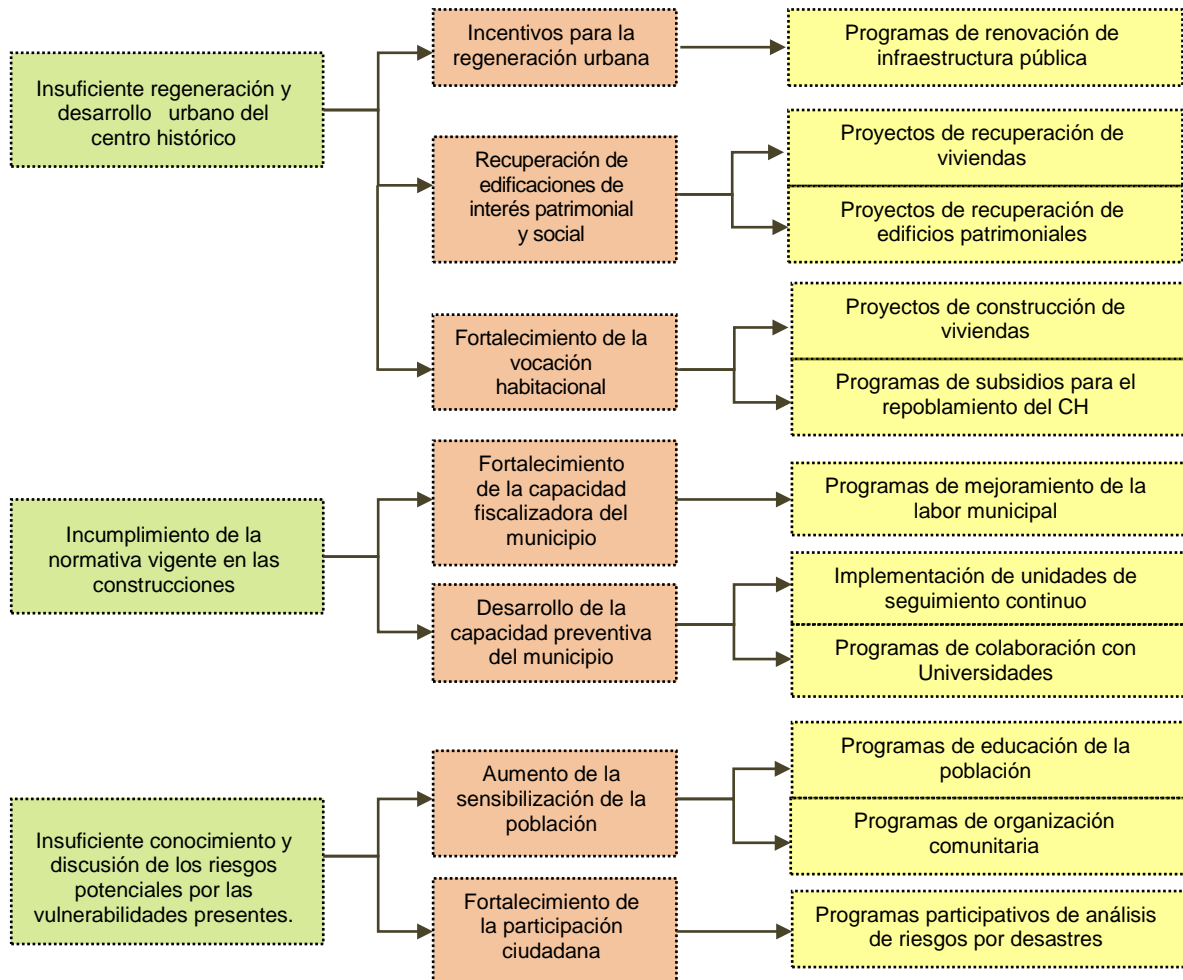 Insuficiente regeneración y
desarrollo urbano del
centro histórico
Incentivos para la
regeneración urbana
Programas de renovación de
infraestructura pública
Recuperación de
edificaciones de
interés patrimonial
y social
Proyectos de recuperación de
viviendas
Proyectos de recuperación de
edificios patrimoniales
Fortalecimiento de la
vocación
habitacional
Proyectos de construcción de
viviendas
Programas de subsidios para el
repoblamiento del CH
Incumplimiento de la
normativa vigente en las
construcciones
Fortalecimiento
de la capacidad
fiscalizadora del
municipio
Programas de mejoramiento de la
labor municipal
Desarrollo de la
capacidad preventiva
del municipio
Implementación de unidades de
seguimiento continuo
Programas de colaboración con
Universidades
Insuficiente conocimiento y
discusión de los riesgos
potenciales por las
vulnerabilidades presentes.
Aumento de la
sensibilización de la
población
Programas de educación de la
población
Programas de organización
comunitaria
Fortalecimiento de
la participación
ciudadana
Programas participativos de análisis
de riesgos por desastres